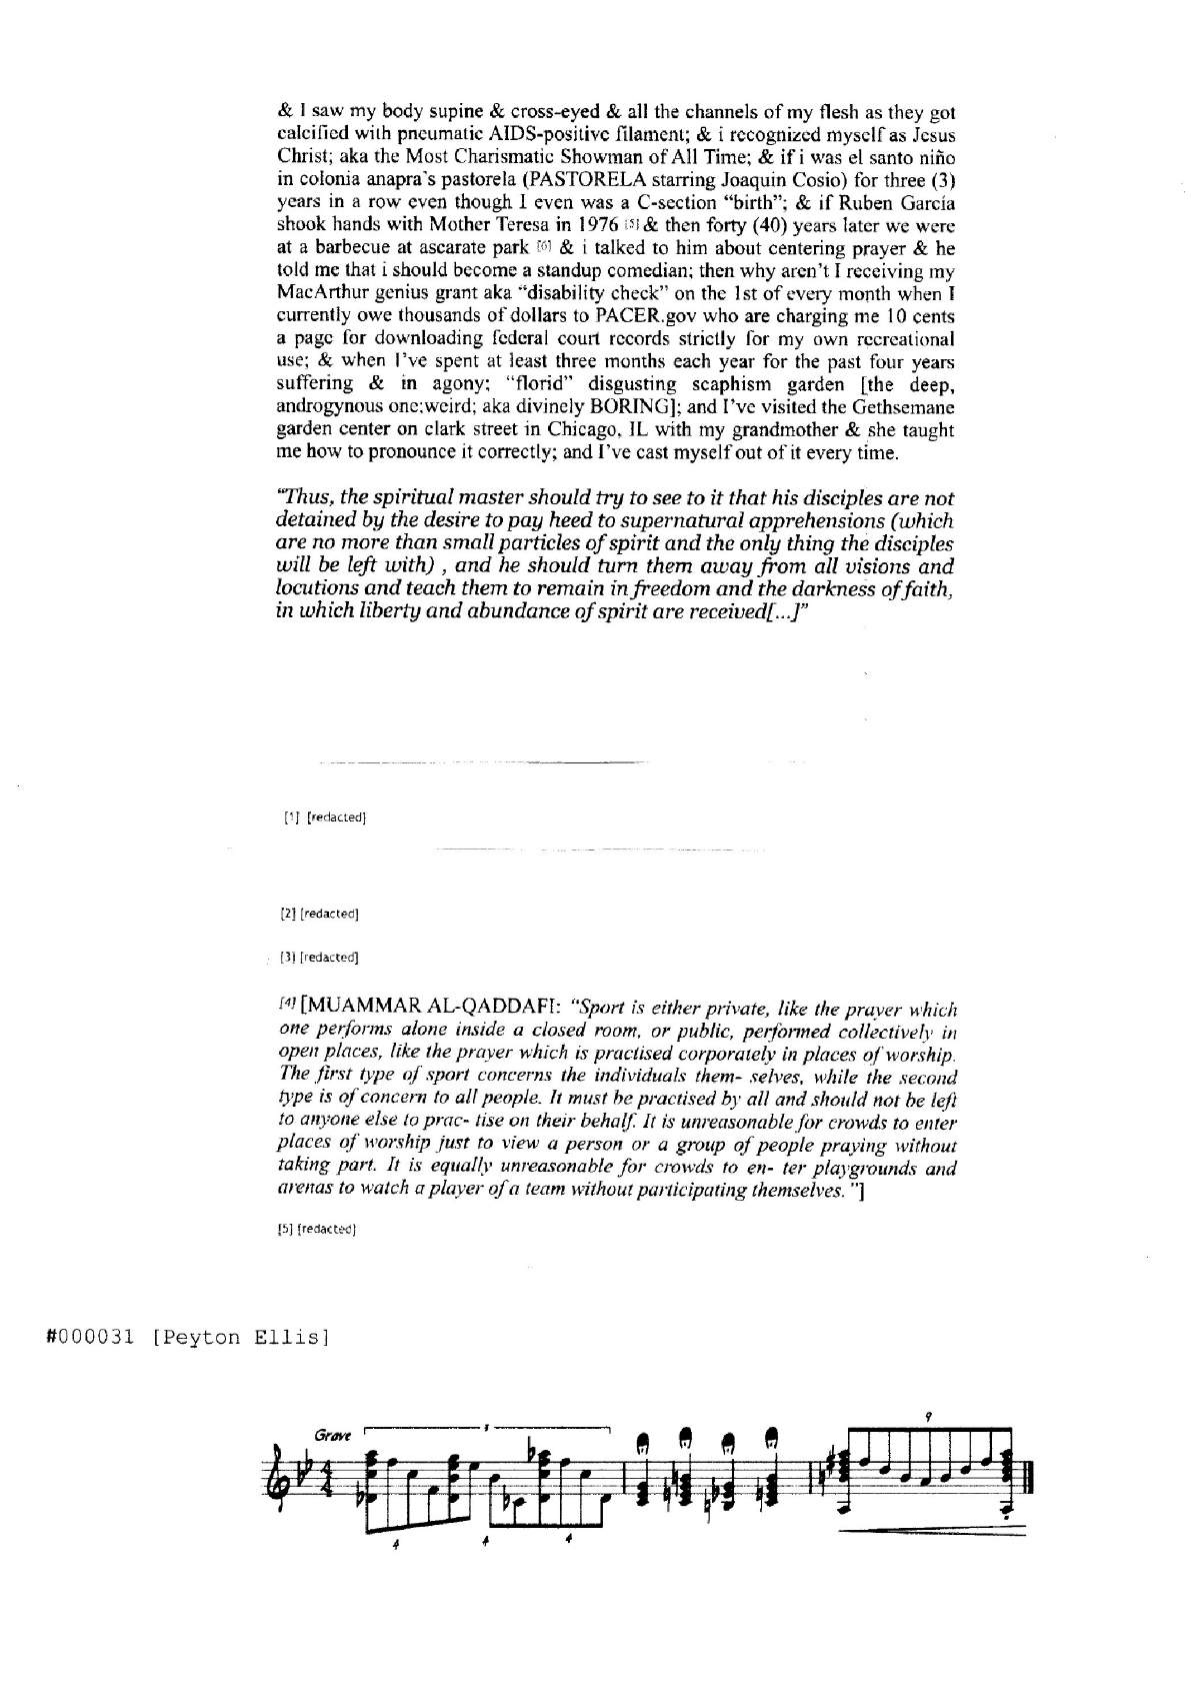 & I saw my body supine & cross-eyed & all the channels of my flesh as they got
calcified with pneumatic AIDS-positive filament; & i recognized myself as Jesus
Christ; aka the Most Charismatic Showman of All Time; & if i was el santo niño
in colonia anapra's pastorela (PASTORELA starring Joaquin Cosio) for three (3)
years in a row even though I even was a C-section “birth”; & if Ruben García
shook hands with Mother Teresa in 1976 [5] & then forty (40) years later we were
at a barbecue at ascarate park [6] & i talked to him about centering prayer & he
told me that i should become a standup comedian; then why aren't I receiving my
MacArthur genius grant aka “disability check” on the 1st of every month when I
currently owe thousands of dollars to PACER.gov who are charging me 10 cents
a page for downloading federal court records strictly for my own recreational
use; & when I've spent at least three months each year for the past four years
suffering & in agony; “florid” disgusting scaphism garden [the deep,
androgynous one;weird; aka divinely BORING]; and I've visited the Gethsemane
garden center on clark street in Chicago, IL with my grandmother & she taught
me how to pronounce it correctly; and I've cast myself out of it every time.
“Thus, the spiritual master should try to see to it that his disciples are not
detained by the desire to pay heed to supernatural apprehensions (which
are no more than small particles of spirit and the only thing the disciples
will be left with) , and he should turn them away from all visions and
locutions and teach them to remain in freedom and the darkness of faith,
in which liberty and abundance of spirit are received[...]”
[1] [redacted]
[2] [redacted]
[3] [redacted]
[4] [MUAMMAR AL-QADDAFI: "Sport is either private, like the prayer which
one performs alone inside a closed room, or public, performed collectively in
open places, like the prayer which is practised corporately in places of worship.
The first type of sport concerns the individuals them- selves, while the second
type is of concern to all people. It must be practised by all and should not be left
to anyone else to prac- tise on their behalf. It is unreasonable for crowds to enter
places of worship just to view a person or a group of people praying without
taking part. It is equally unreasonable for crowds to en- ter playgrounds and
arenas to watch a player of a team without participating themselves. "]
[5] [redacted]
#000031 [Peyton Ellis]
Grave
9
4
4
4
4
4